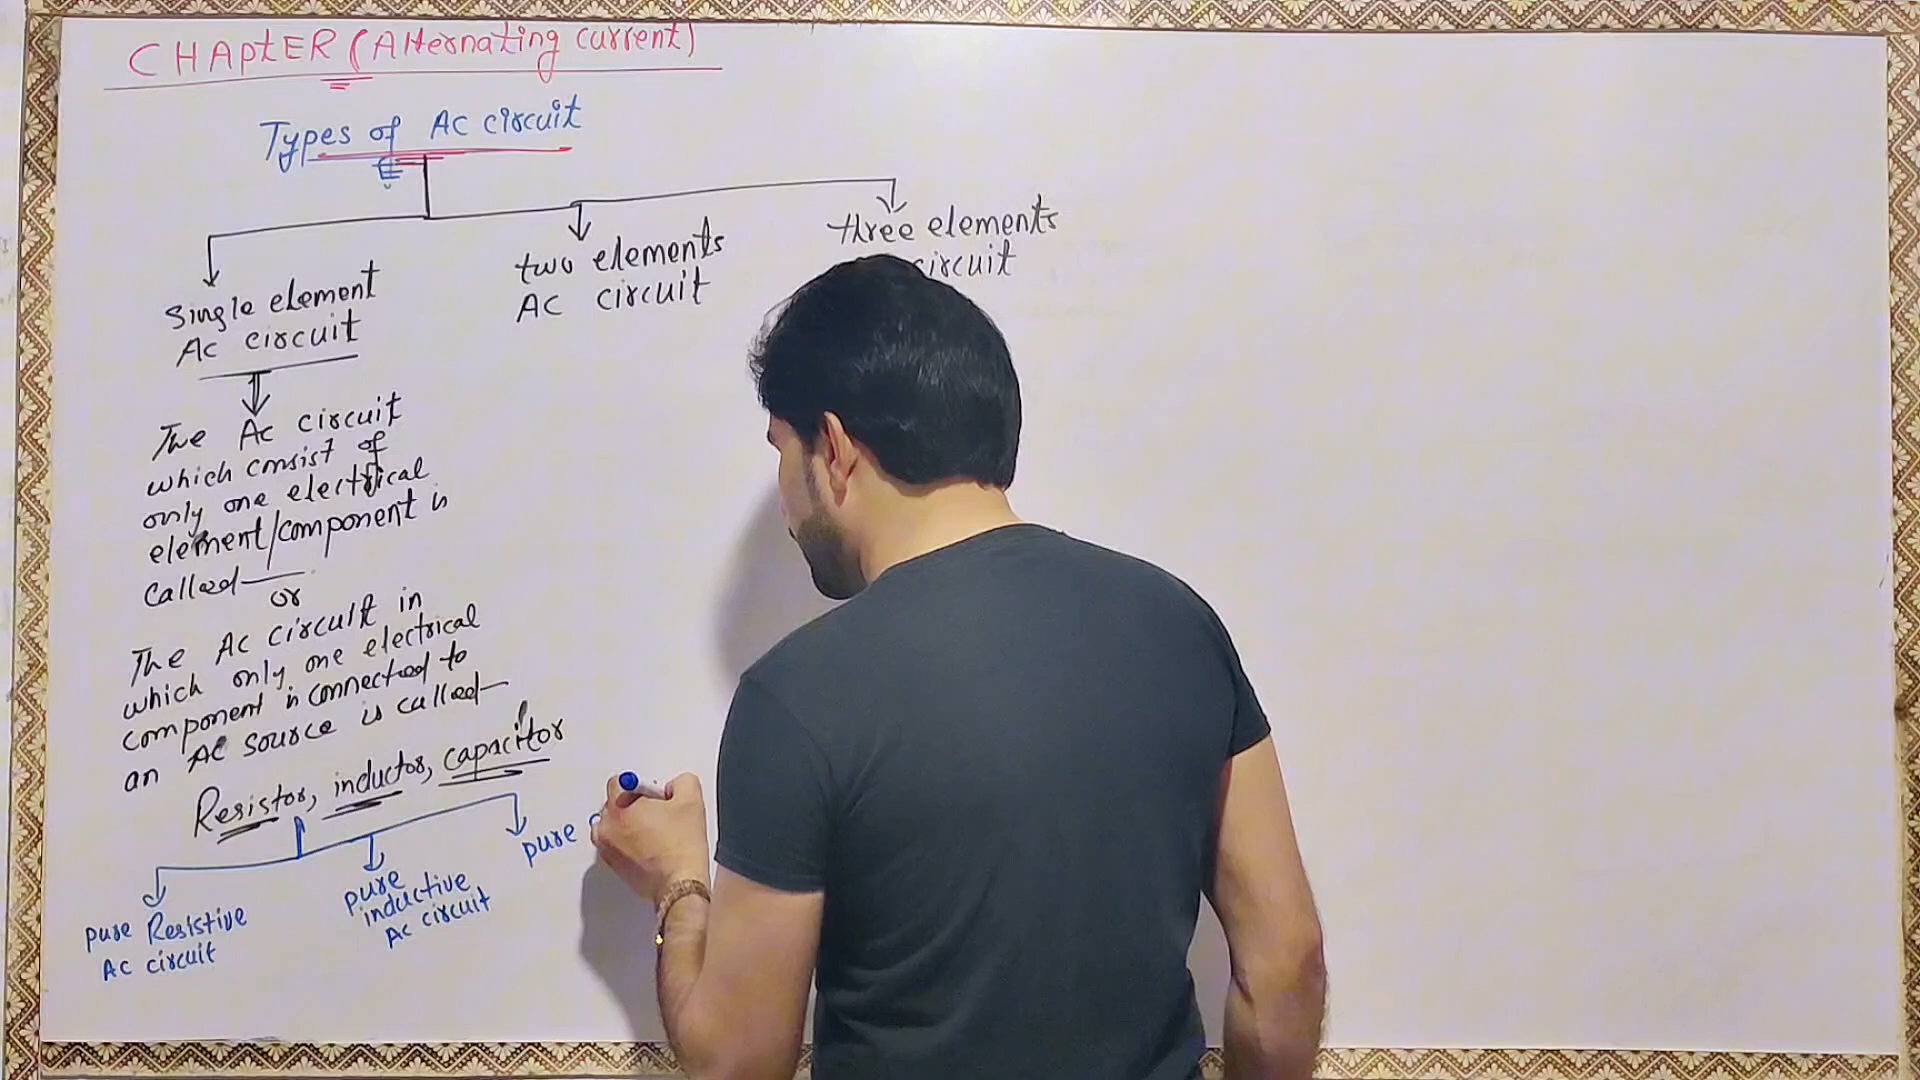 CHAPtER (Alternating current)
Types of AC circuit
single element
AC circuit
two elements
AC circuit
three elements
circuit
The AC circuit
which consist of
only one electrical
element/component is
called—
or
The AC circuit in
which only one electrical
component is connected to
an AC source is called—
Resistor, inductor, capacitor
pure Resistive
AC circuit
pure
inductive
AC circuit
pure